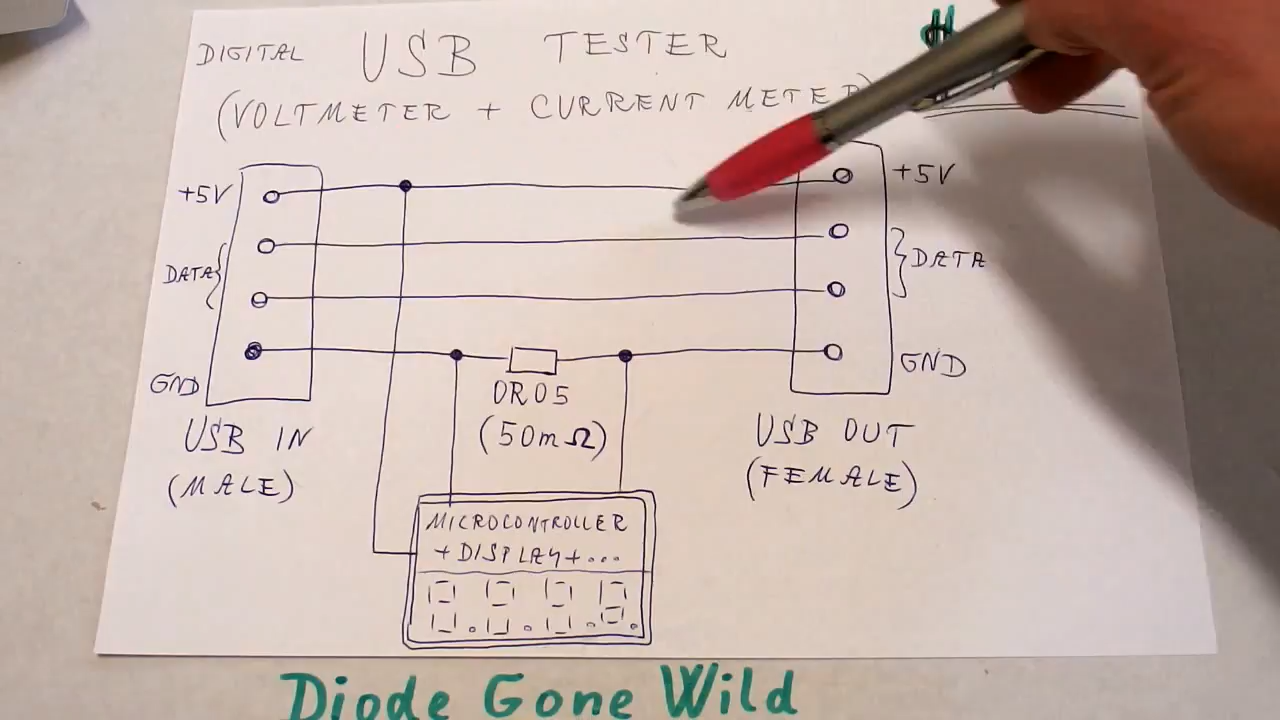 DIGITAL USB TESTER
(VOLTMETER + CURRENT METER)
+5V
DATA
GND
USB IN
(MALE)
0R05
(50mΩ)
+5V
DATA
GND
USB OUT
(FEMALE)
MICROCONTROLLER
+DISPLAY+...
Diode Gone Wild